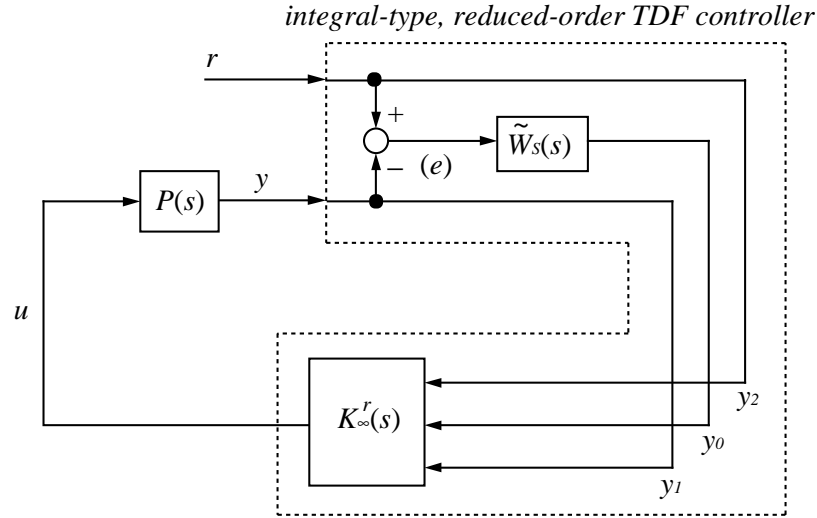 integral-type, reduced-order TDF controller
r
+
W̃s(s)
− (e)
P(s)
y
u
K∞^r(s)
y2
y0
y1